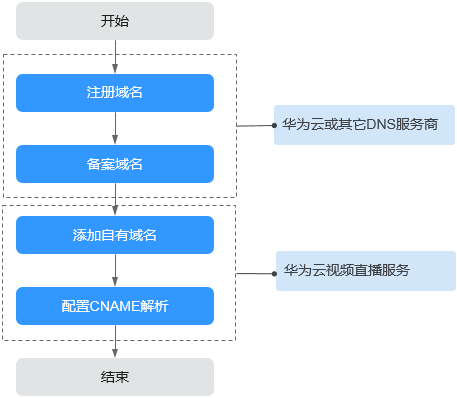 开始
注册域名
华为云或其它DNS服务商
备案域名
添加自有域名
华为云视频直播服务
配置CNAME解析
结束